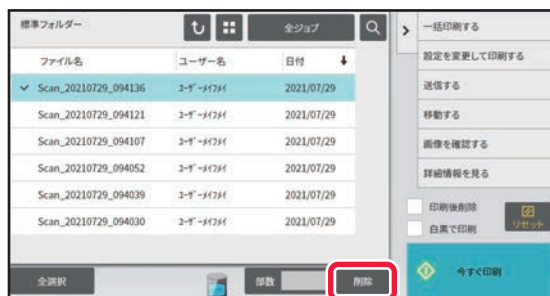 標準フォルダー
全ジョブ
ファイル名 ユーザー名 日付
Scan_20210729_094136 ﾕｰｻﾞｰﾒｲﾒｲ 2021/07/29
Scan_20210729_094121 ﾕｰｻﾞｰﾒｲﾒｲ 2021/07/29
Scan_20210729_094107 ﾕｰｻﾞｰﾒｲﾒｲ 2021/07/29
Scan_20210729_094052 ﾕｰｻﾞｰﾒｲﾒｲ 2021/07/29
Scan_20210729_094039 ﾕｰｻﾞｰﾒｲﾒｲ 2021/07/29
Scan_20210729_094030 ﾕｰｻﾞｰﾒｲﾒｲ 2021/07/29
全選択
部数
削除
一括印刷する
設定を変更して印刷する
送信する
移動する
画像を確認する
詳細情報を見る
印刷後削除
白黒で印刷
リセット
今すぐ印刷